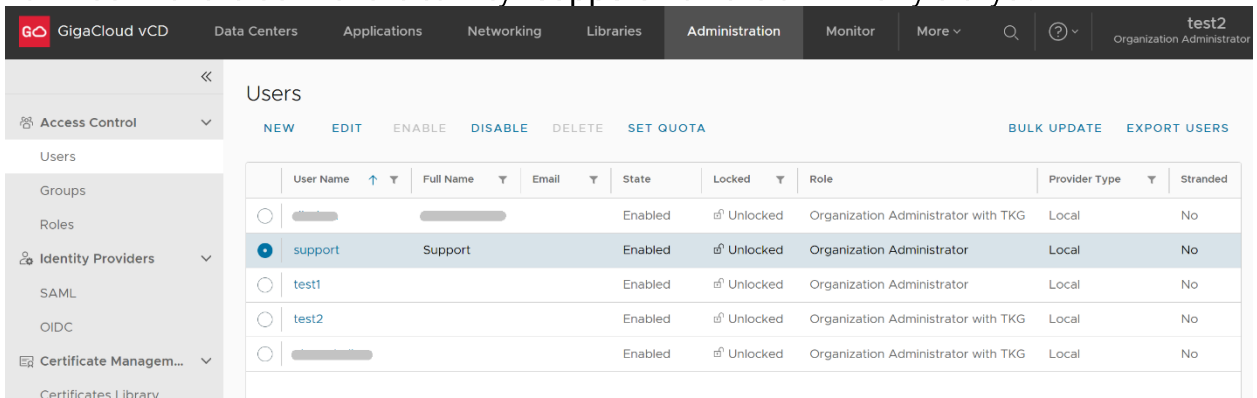 GO GigaCloud vCD Data Centers Applications Networking Libraries Administration Monitor More test2
Organization Administrator
Users
Access Control
NEW EDIT ENABLE DISABLE DELETE SET QUOTA BULK UPDATE EXPORT USERS
Users
User Name Full Name Email State Locked Role Provider Type Stranded
Groups
Enabled Unlocked Organization Administrator with TKG Local No
Roles
support Support Enabled Unlocked Organization Administrator Local No
Identity Providers
test1 Enabled Unlocked Organization Administrator Local No
SAML
test2 Enabled Unlocked Organization Administrator with TKG Local No
OIDC
Enabled Unlocked Organization Administrator with TKG Local No
Certificate Managem...
Certificates Library